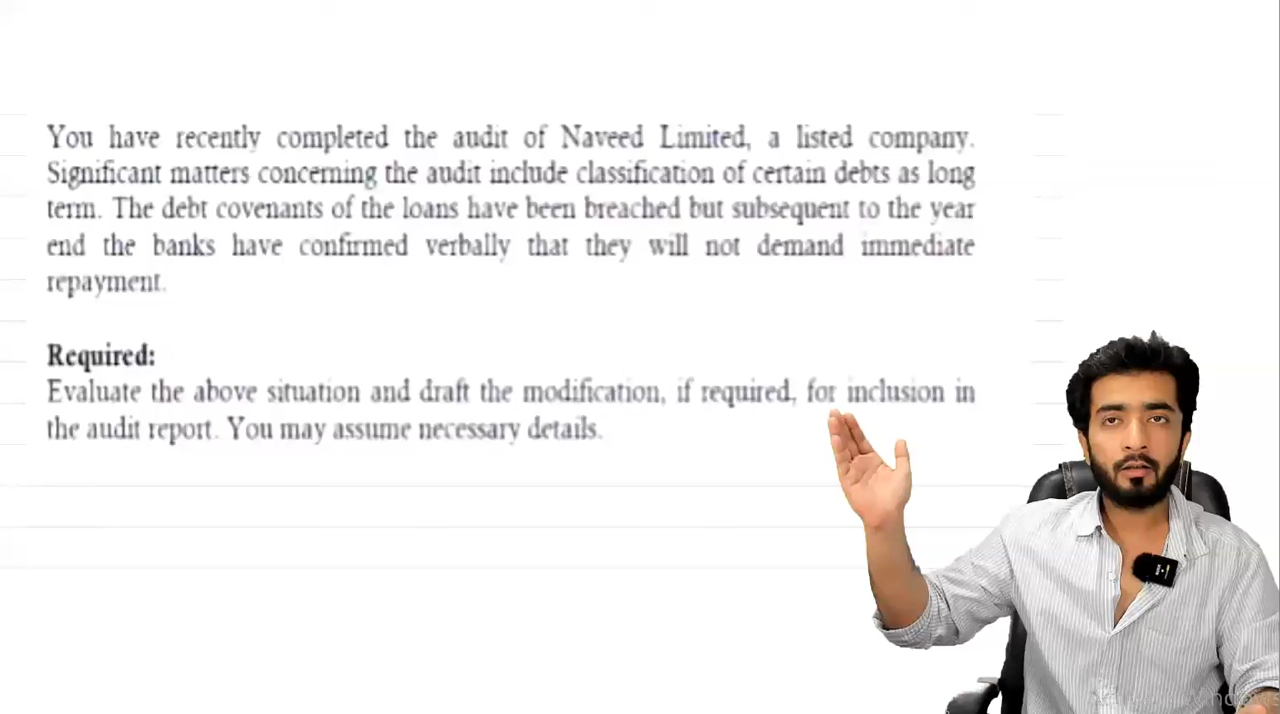 You have recently completed the audit of Naveed Limited, a listed company.
Significant matters concerning the audit include classification of certain debts as long
term. The debt covenants of the loans have been breached but subsequent to the year
end the banks have confirmed verbally that they will not demand immediate
repayment.
Required:
Evaluate the above situation and draft the modification, if required, for inclusion in
the audit report. You may assume necessary details.